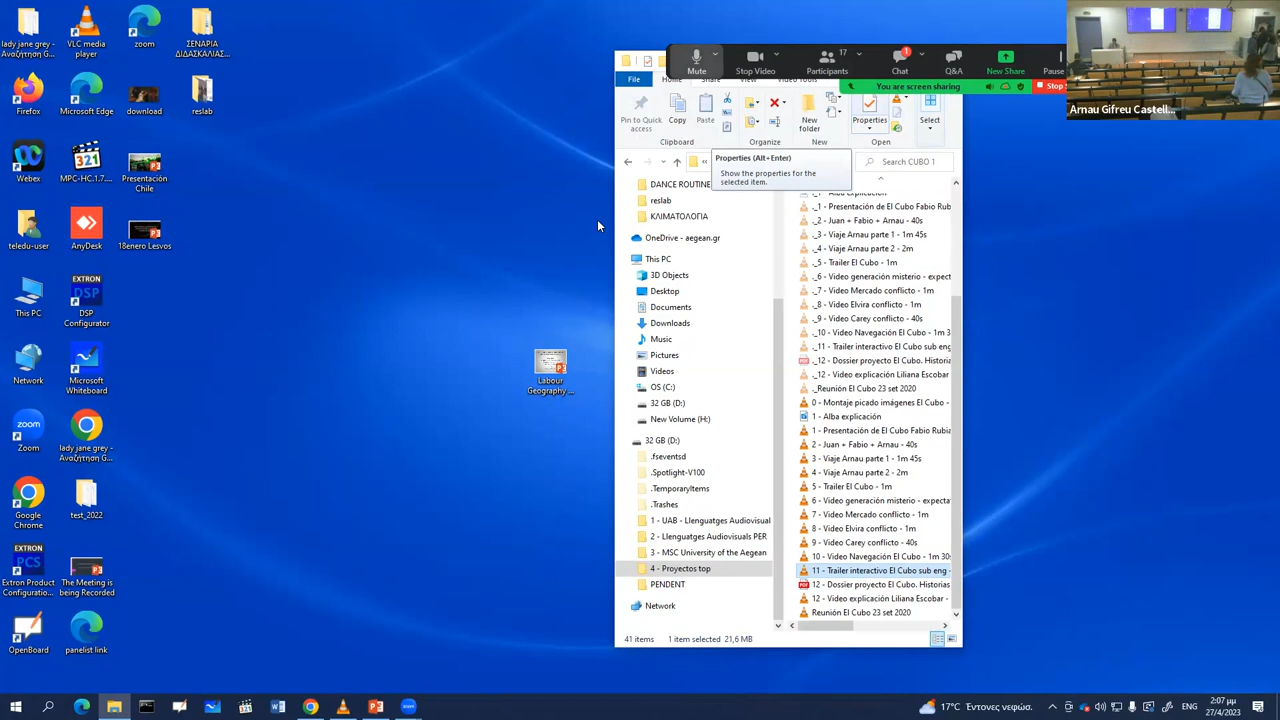 lady jane grey -
Αναζήτηση G...
VLC media
player
zoom
ΣΕΝΑΡΙΑ
ΔΙΔΑΣΚΑΛΙΑΣ...
Firefox
Microsoft Edge
download
reslab
Webex
MPC-HC.1.7....
Presentación
Chile
teledu-user
AnyDesk
18enero Lesvos
This PC
EXTRON
DSP
DSP
Configurator
Network
Microsoft
Whiteboard
Zoom
lady jane grey -
Αναζήτηση G...
Google
Chrome
test_2022
EXTRON
PCS
Extron Product
Configuratio...
The Meeting is
being Recorded
OpenBoard
panelist link
Labour
Geography ...
Mute
Stop Video
17
Participants
1
Chat
Q&A
New Share
Pause
You are screen sharing
Stop
Arnau Gifreu Castell...
File
Home
Share
View
Video Tools
Pin to Quick
access
Copy
Paste
New
folder
Properties
Select
Clipboard
Organize
New
Open
Search CUBO 1
Properties (Alt+Enter)
Show the properties for the
selected item.
DANCE ROUTINE
reslab
ΚΛΙΜΑΤΟΛΟΓΙΑ
OneDrive - aegean.gr
This PC
3D Objects
Desktop
Documents
Downloads
Music
Pictures
Videos
OS (C:)
32 GB (D:)
New Volume (H:)
32 GB (D:)
.fseventsd
.Spotlight-V100
.TemporaryItems
.Trashes
1 - UAB - Llenguatges Audiovisual
2 - Llenguatges Audiovisuals PER
3 - MSC University of the Aegean
4 - Proyectos top
PENDENT
Network
._1 - Alba explicación
._1 - Presentación de El Cubo Fabio Rub
._2 - Juan + Fabio + Arnau - 40s
._3 - Viaje Arnau parte 1 - 1m 45s
._4 - Viaje Arnau parte 2 - 2m
._5 - Trailer El Cubo - 1m
._6 - Video generación misterio - expect
._7 - Video Mercado conflicto - 1m
._8 - Video Elvira conflicto - 1m
._9 - Video Carey conflicto - 40s
._10 - Video Navegación El Cubo - 1m 3
._11 - Trailer interactivo El Cubo sub eng
._12 - Dossier proyecto El Cubo. Historia
._12 - Video explicación Liliana Escobar
._Reunión El Cubo 23 set 2020
0 - Montaje picado imágenes El Cubo -
1 - Alba explicación
1 - Presentación de El Cubo Fabio Rubia
2 - Juan + Fabio + Arnau - 40s
3 - Viaje Arnau parte 1 - 1m 45s
4 - Viaje Arnau parte 2 - 2m
5 - Trailer El Cubo - 1m
6 - Video generación misterio - expecta
7 - Video Mercado conflicto - 1m
8 - Video Elvira conflicto - 1m
9 - Video Carey conflicto - 40s
10 - Video Navegación El Cubo - 1m 30
11 - Trailer interactivo El Cubo sub eng -
12 - Dossier proyecto El Cubo. Historias
12 - Video explicación Liliana Escobar -
Reunión El Cubo 23 set 2020
41 items
1 item selected 21,6 MB
17°C Έντονες νεφώσ.
ENG
2:07 μμ
27/4/2023